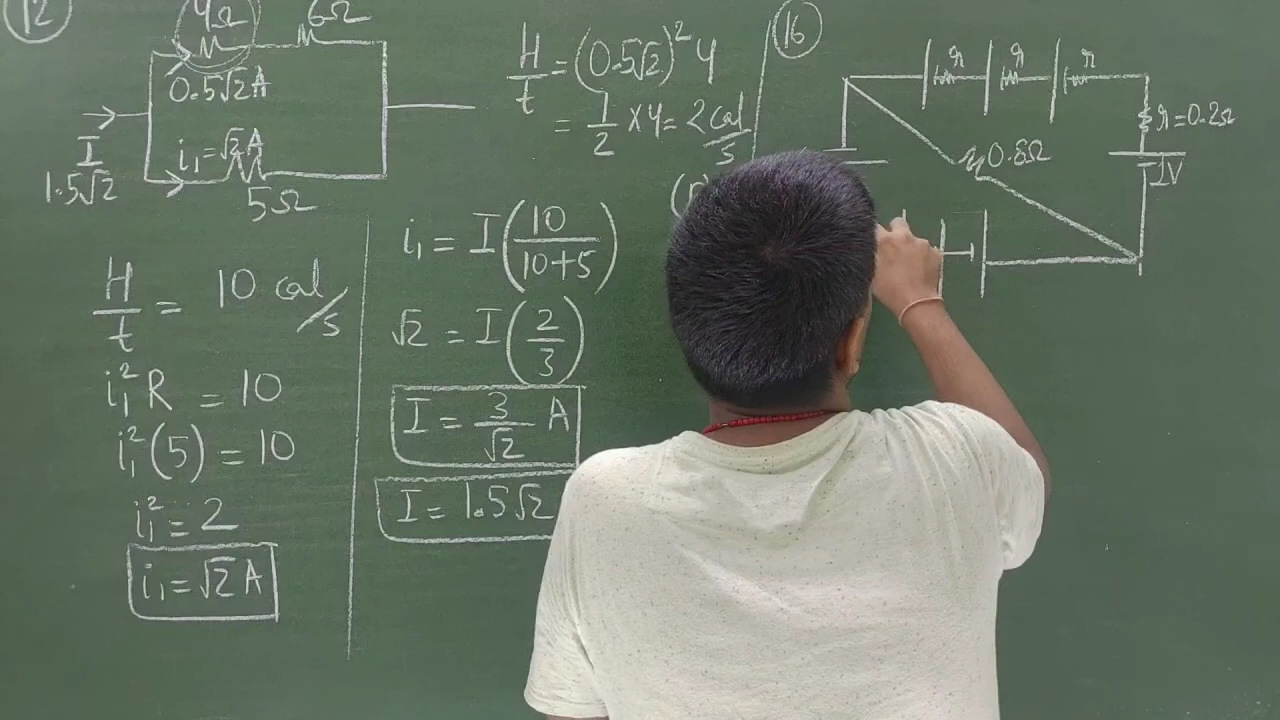 12
4Ω 6Ω
0.5√2A
I
1.5√2
i₁=√2A
5Ω
H/t = 10 cal/s
i₁²R = 10
i₁²(5) = 10
i₁² = 2
i₁ = √2 A
H/t = (0.5√2)² 4
= 1/2 × 4 = 2 cal/s
i₁ = I(10/(10+5))
√2 = I(2/3)
I = 3/√2 A
I = 1.5√2
16
r r r
r=0.2Ω
0.8Ω
1V